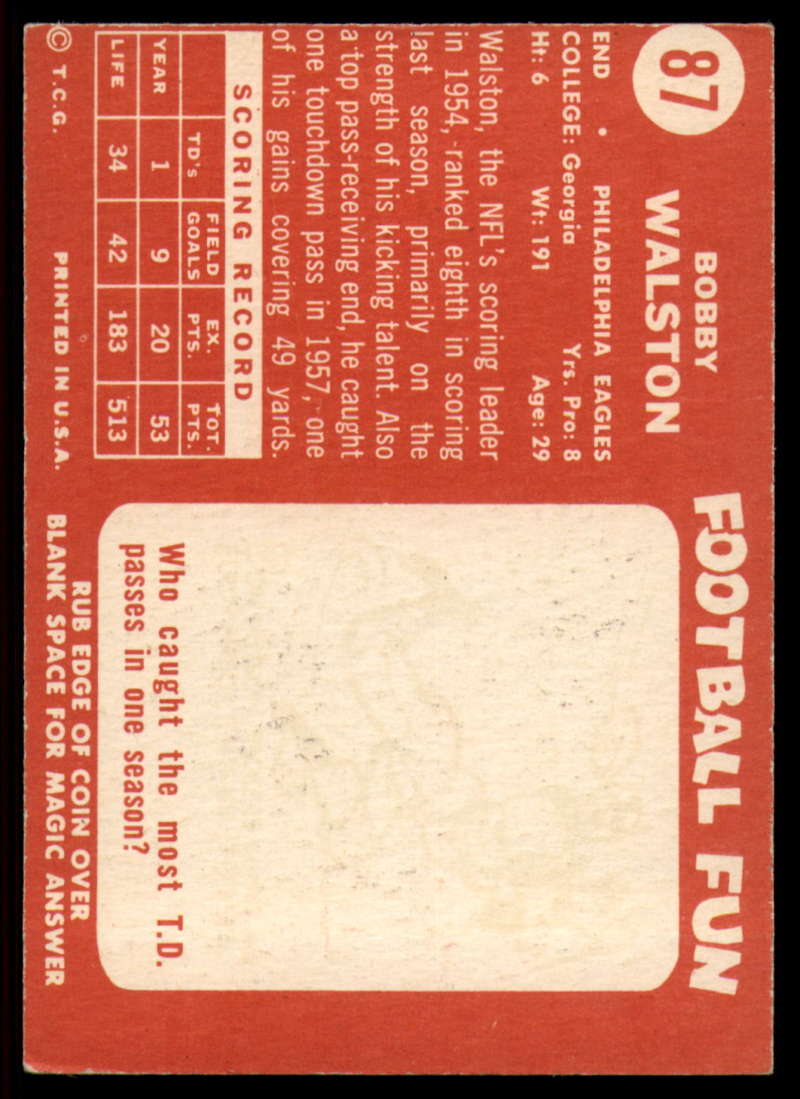 87
BOBBY
WALSTON
END • PHILADELPHIA EAGLES
COLLEGE: Georgia Yrs. Pro: 8
Ht: 6 Wt: 191 Age: 29
Walston, the NFL's scoring leader
in 1954, ranked eighth in scoring
last season, primarily on the
strength of his kicking talent. Also
a top pass-receiving end, he caught
one touchdown pass in 1957, one
of his gains covering 49 yards.
SCORING RECORD
TD's FIELD GOALS EX. PTS. TOT. PTS.
YEAR 1 9 20 53
LIFE 34 42 183 513
© T.C.G. PRINTED IN U.S.A.
FOOTBALL FUN
Who caught the most T.D.
passes in one season?
RUB EDGE OF COIN OVER
BLANK SPACE FOR MAGIC ANSWER